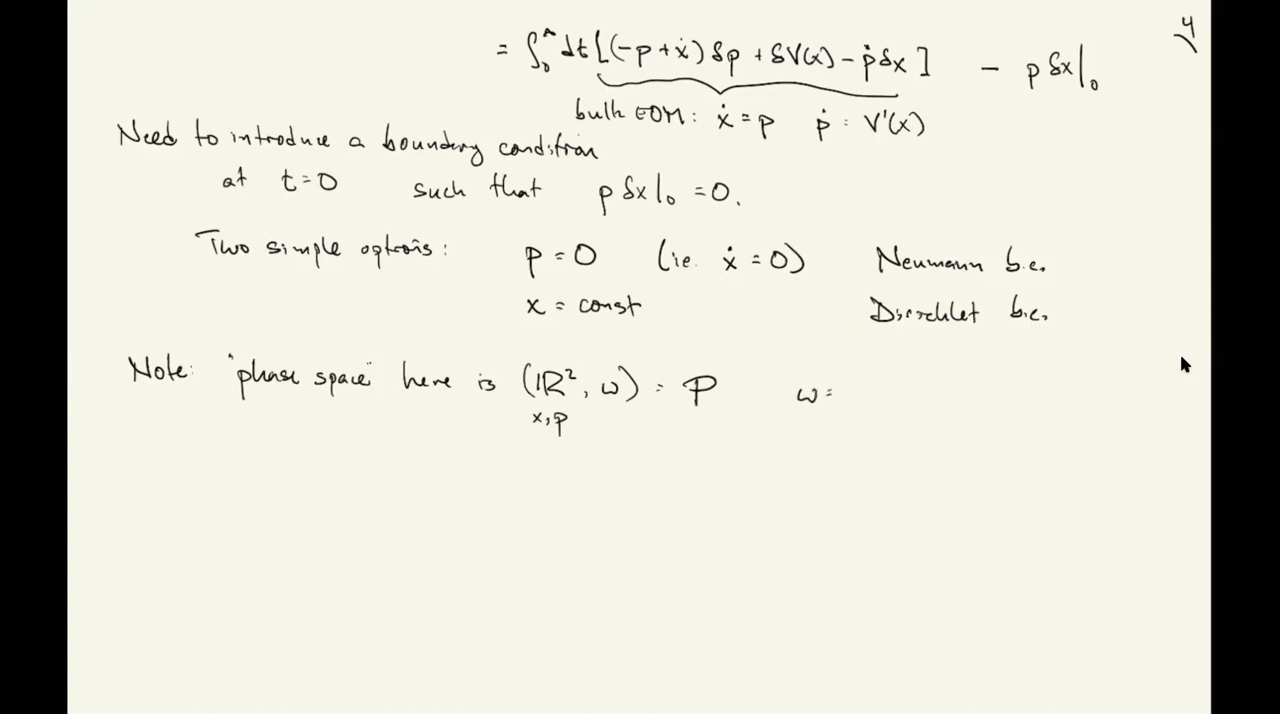 4
= ∫₀^∧ dt [(-p + ẋ) δp + δV(x) - ṗ δx ] - p δx|₀
bulk EOM: ẋ = p ṗ = V'(x)
Need to introduce a boundary condition
at t=0 such that p δx|₀ = 0.
Two simple options: p = 0 (ie. ẋ = 0) Neumann b.c.
x = const Dirichlet b.c.
Note: "phase space" here is (ℝ², ω) = P ω =
x,p